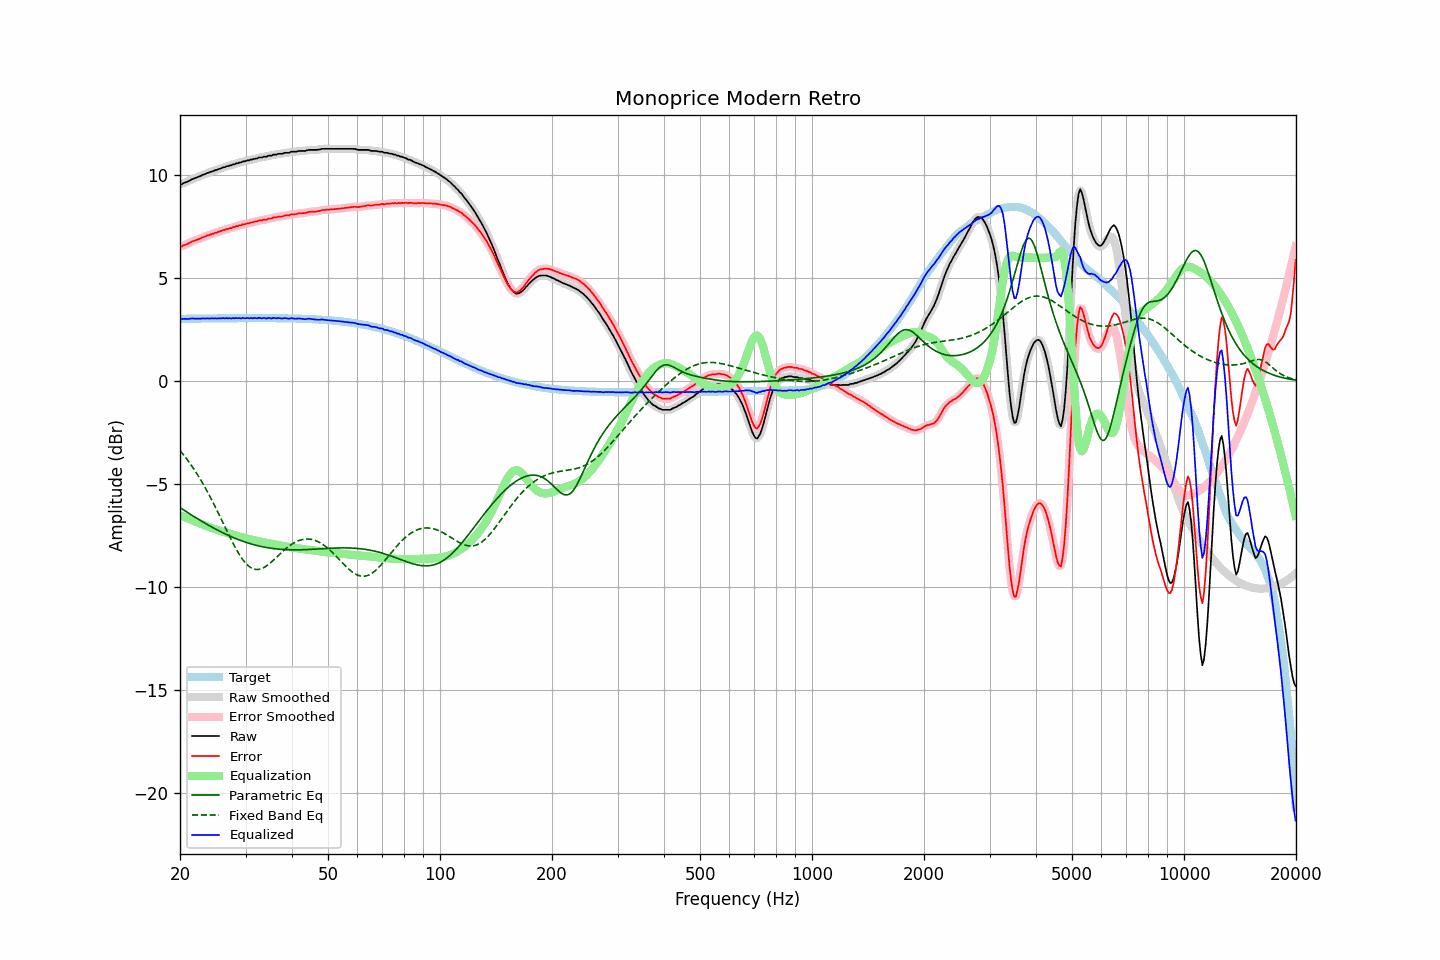 Monoprice Modern Retro
Amplitude (dBr)
10
5
0
−5
−10
−15
−20
Target
Raw Smoothed
Error Smoothed
Raw
Error
Equalization
Parametric Eq
Fixed Band Eq
Equalized
20 50 100 200 500 1000 2000 5000 10000 20000
Frequency (Hz)